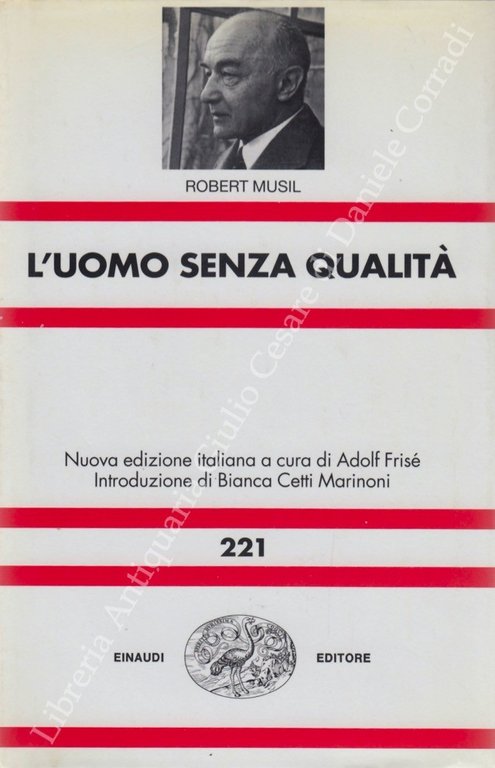 ROBERT MUSIL
L'UOMO SENZA QUALITÀ
Nuova edizione italiana a cura di Adolf Frisé
Introduzione di Bianca Cetti Marinoni
221
EINAUDI EDITORE
Libreria Antiquaria Giulio Cesare di Daniele Corradi